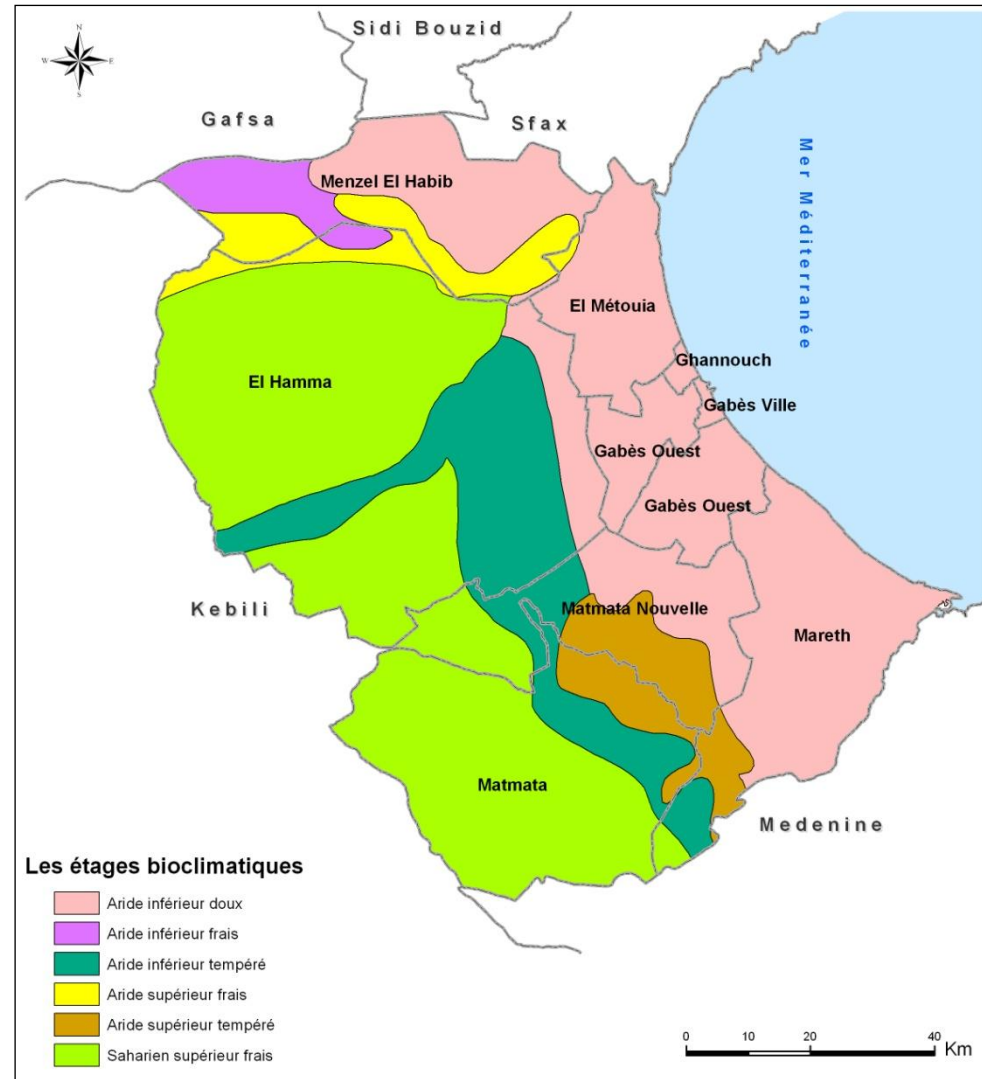 Sidi Bouzid
N
W
E
S
Gafsa
Sfax
Mer Méditerranée
Menzel El Habib
El Métouia
Ghannouch
El Hamma
Gabès Ville
Gabès Ouest
Gabès Ouest
Kebili
Matmata Nouvelle
Mareth
Matmata
Medenine
Les étages bioclimatiques
Aride inférieur doux
Aride inférieur frais
Aride inférieur tempéré
Aride supérieur frais
Aride supérieur tempéré
Saharien supérieur frais
0 10 20 40
Km